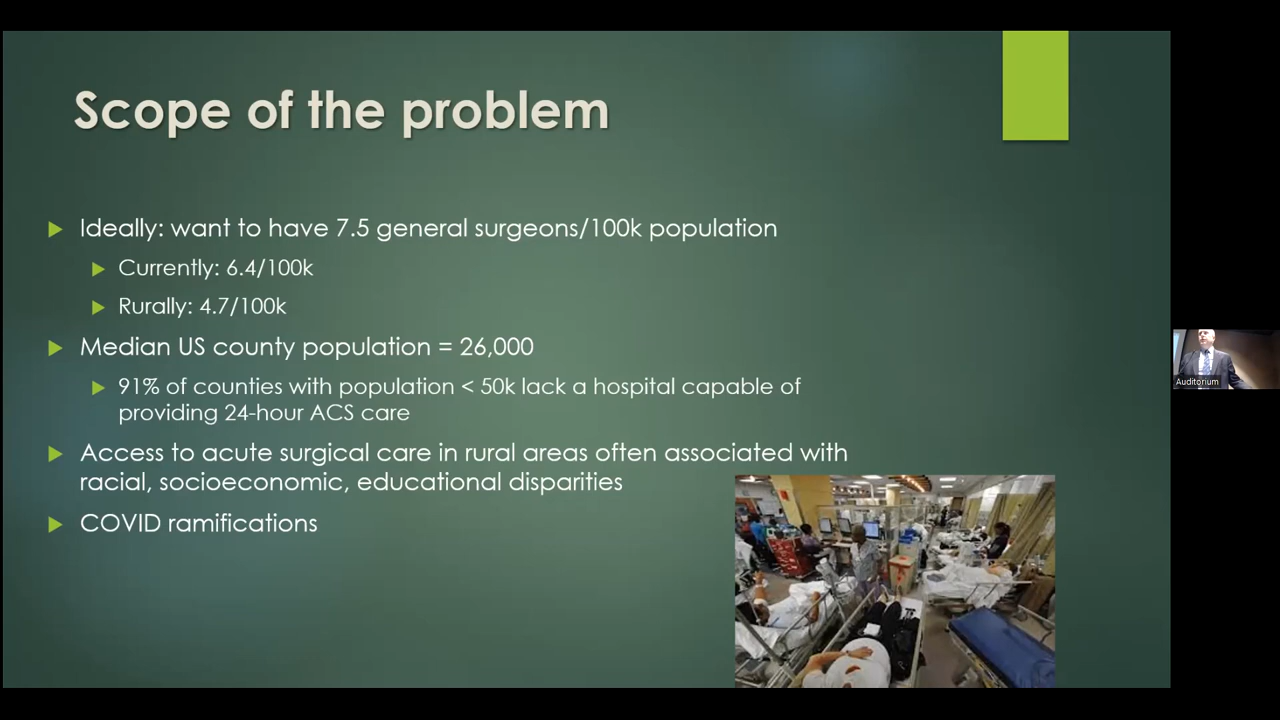 Scope of the problem
Ideally: want to have 7.5 general surgeons/100k population
Currently: 6.4/100k
Rurally: 4.7/100k
Median US county population = 26,000
91% of counties with population < 50k lack a hospital capable of
providing 24-hour ACS care
Access to acute surgical care in rural areas often associated with
racial, socioeconomic, educational disparities
COVID ramifications
Auditorium